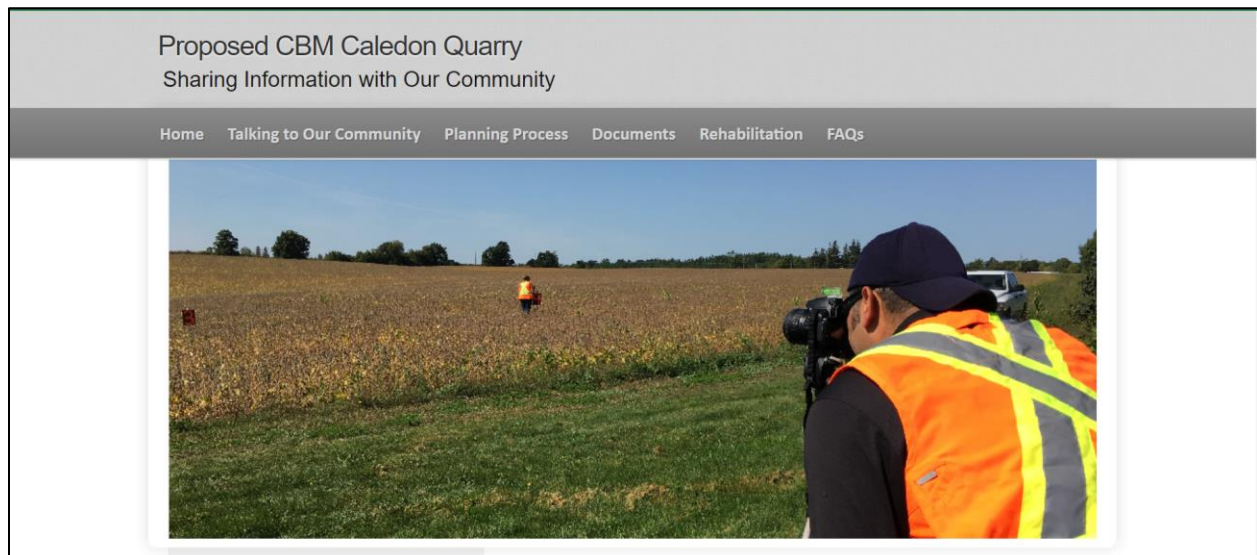 Proposed CBM Caledon Quarry
Sharing Information with Our Community
Home Talking to Our Community Planning Process Documents Rehabilitation FAQs